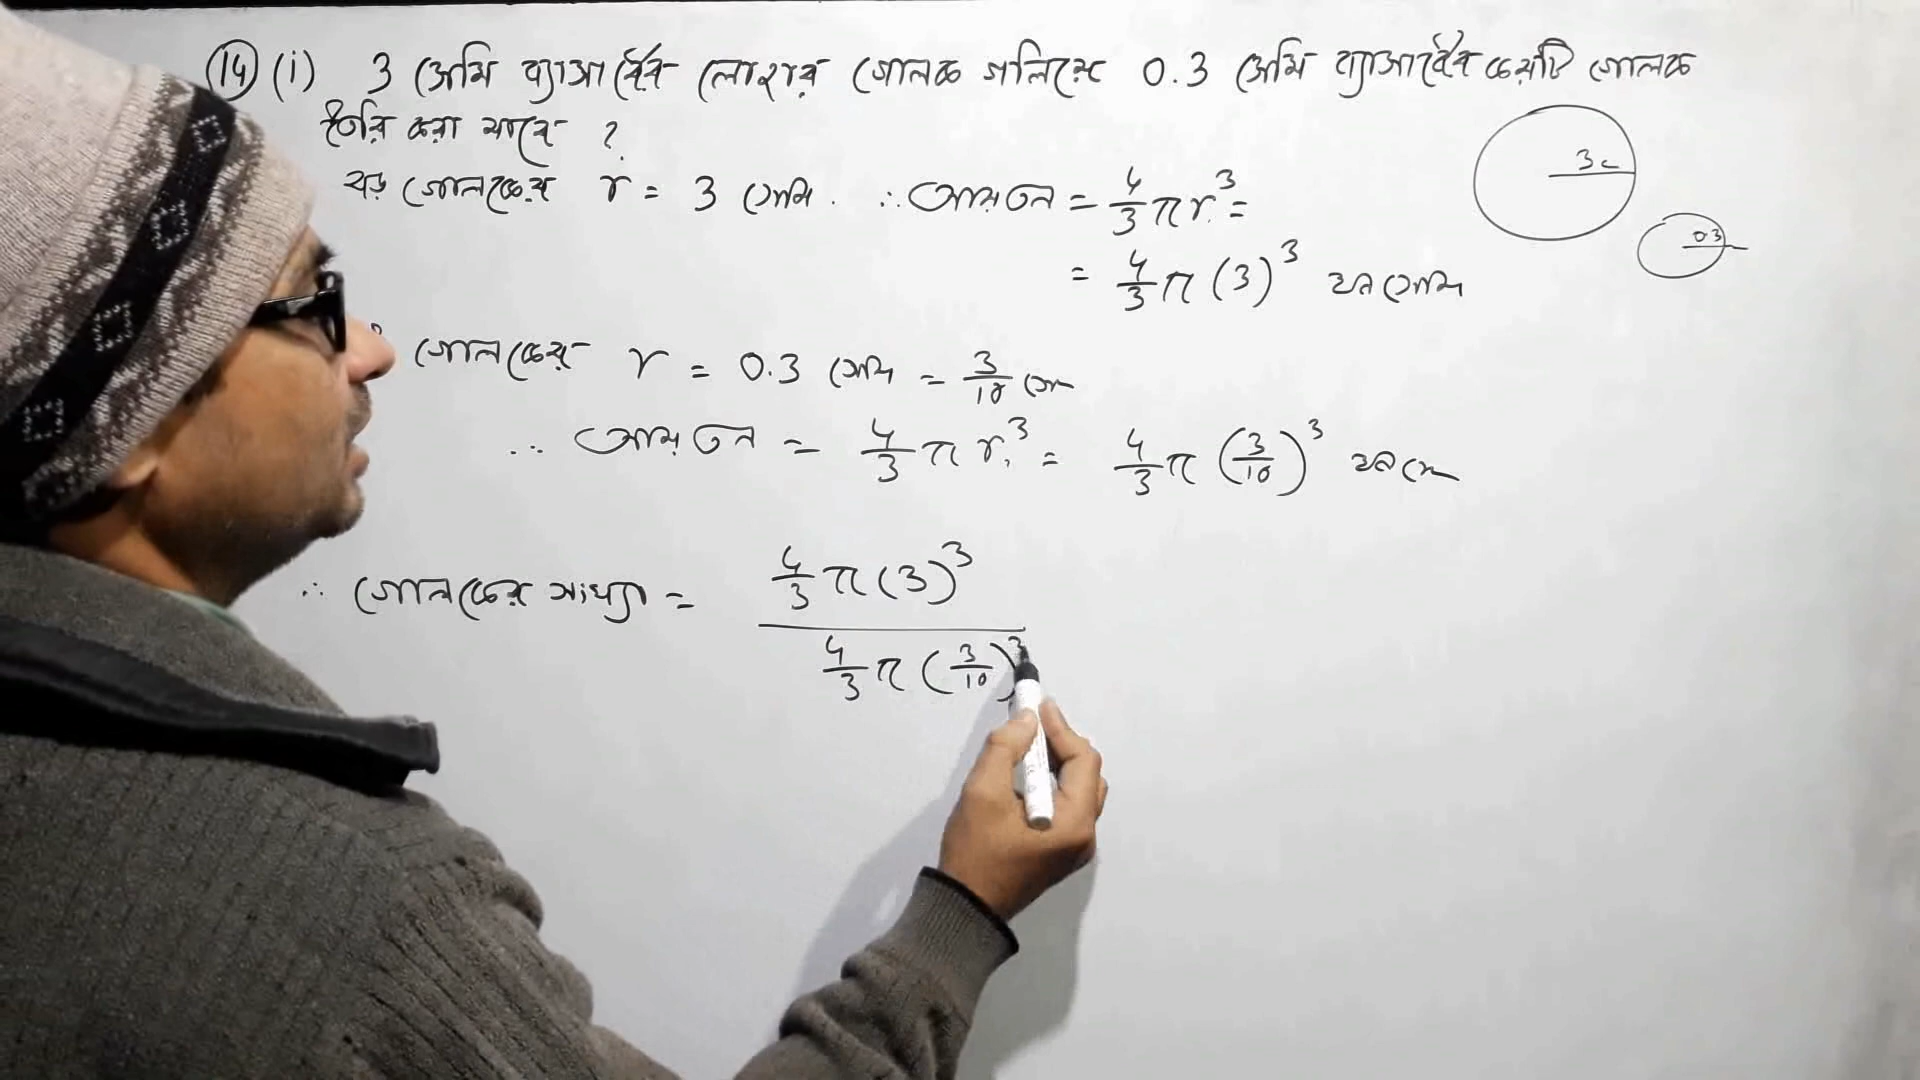 (14) (i) 3 সেমি ব্যাসার্ধের লোহার গোলক গলিয়ে 0.3 সেমি ব্যাসার্ধের কয়টি গোলক
তৈরি করা যাবে ?
বড় গোলকের r = 3 সেমি. ∴ আয়তন = 4/3 πr³ =
= 4/3 π (3)³ ঘন সেমি
গোলকের r = 0.3 সেমি = 3/10 সে
∴ আয়তন = 4/3 π r³ = 4/3 π (3/10)³ ঘন সে
∴ গোলকের সংখ্যা = 4/3 π (3)³
4/3 π (3/10)³
3 c
0.3